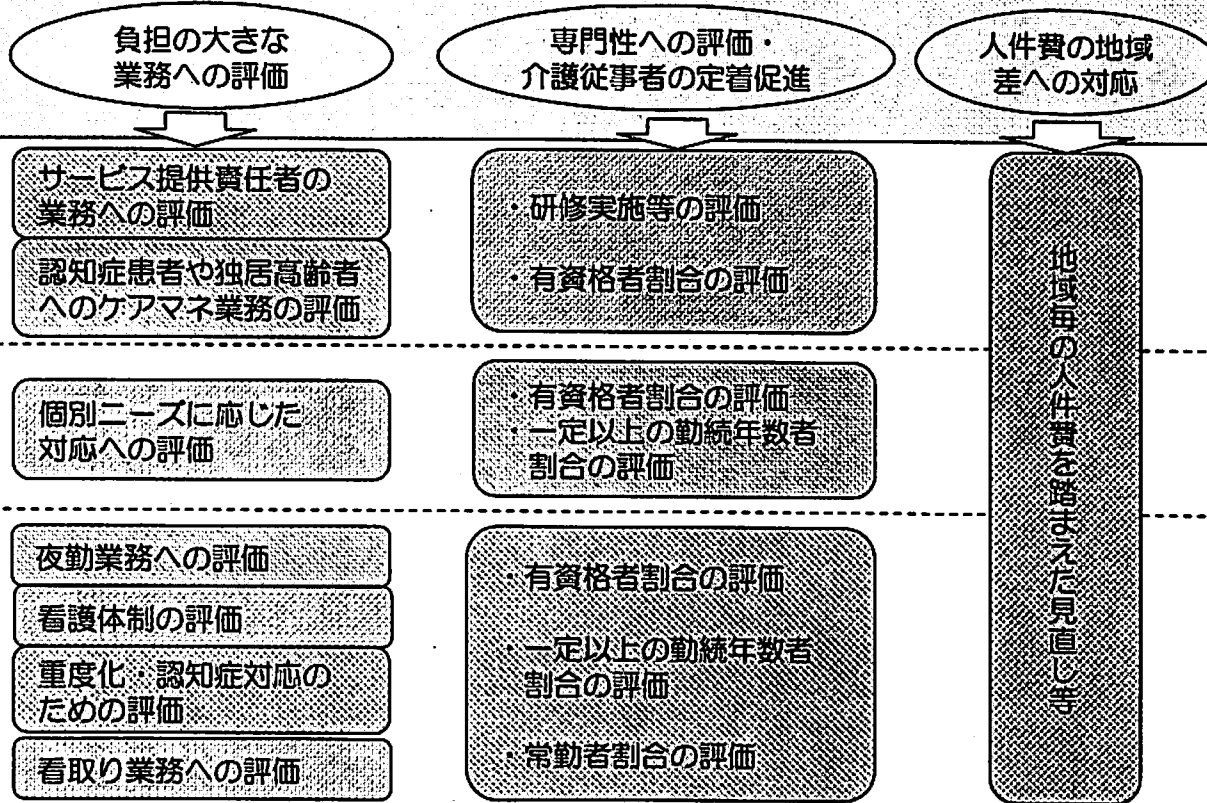 負担の大きな
業務への評価
専門性への評価・
介護従事者の定着促進
人件費の地域
差への対応
サービス提供責任者の
業務への評価
認知症患者や独居高齢者
へのケアマネ業務の評価
・研修実施等の評価
・有資格者割合の評価
個別ニーズに応じた
対応への評価
・有資格者割合の評価
・一定以上の勤続年数者
割合の評価
夜勤業務への評価
看護体制の評価
重度化・認知症対応の
ための評価
看取り業務への評価
・有資格者割合の評価
・一定以上の勤続年数者
割合の評価
・常勤者割合の評価
地域毎の人件費を踏まえた見直し等